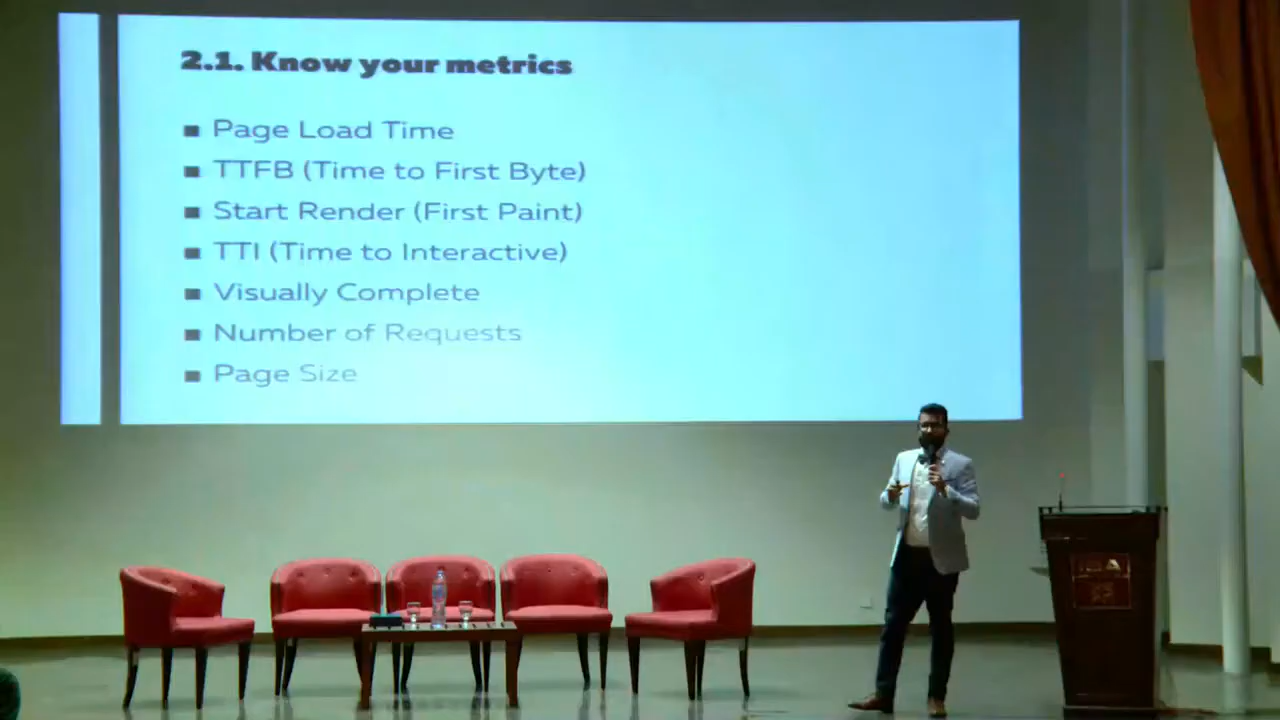 2.1. Know your metrics
Page Load Time
TTFB (Time to First Byte)
Start Render (First Paint)
TTI (Time to Interactive)
Visually Complete
Number of Requests
Page Size